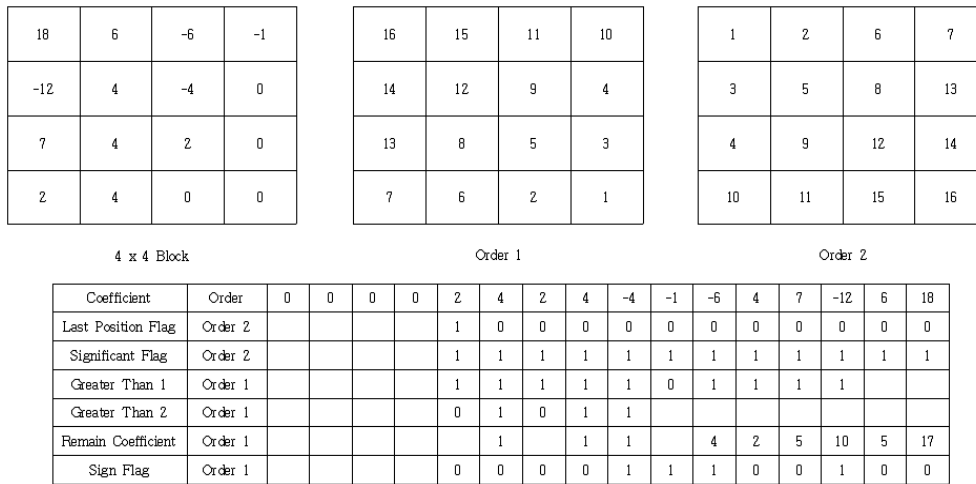 18 6 -6 -1
-12 4 -4 0
7 4 2 0
2 4 0 0
4 x 4 Block
16 15 11 10
14 12 9 4
13 8 5 3
7 6 2 1
Order 1
1 2 6 7
3 5 8 13
4 9 12 14
10 11 15 16
Order 2
Coefficient Order 0 0 0 0 2 4 2 4 -4 -1 -6 4 7 -12 6 18
Last Position Flag Order 2 1 0 0 0 0 0 0 0 0 0 0 0
Significant Flag Order 2 1 1 1 1 1 1 1 1 1 1 1 1
Greater Than 1 Order 1 1 1 1 1 1 0 1 1 1 1
Greater Than 2 Order 1 0 1 0 1 1
Remain Coefficient Order 1 1 1 1 4 2 5 10 5 17
Sign Flag Order 1 0 0 0 0 1 1 1 0 0 1 0 0